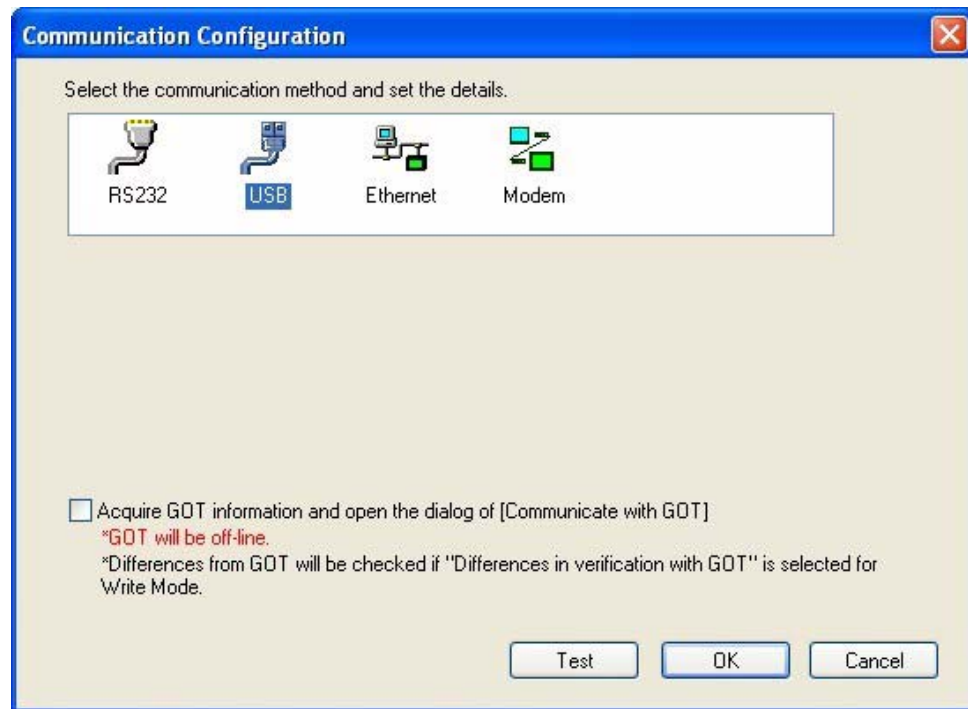 Communication Configuration
Select the communication method and set the details.
RS232 USB Ethernet Modem
Acquire GOT information and open the dialog of [Communicate with GOT]
*GOT will be off-line.
*Differences from GOT will be checked if "Differences in verification with GOT" is selected for
Write Mode.
Test OK Cancel